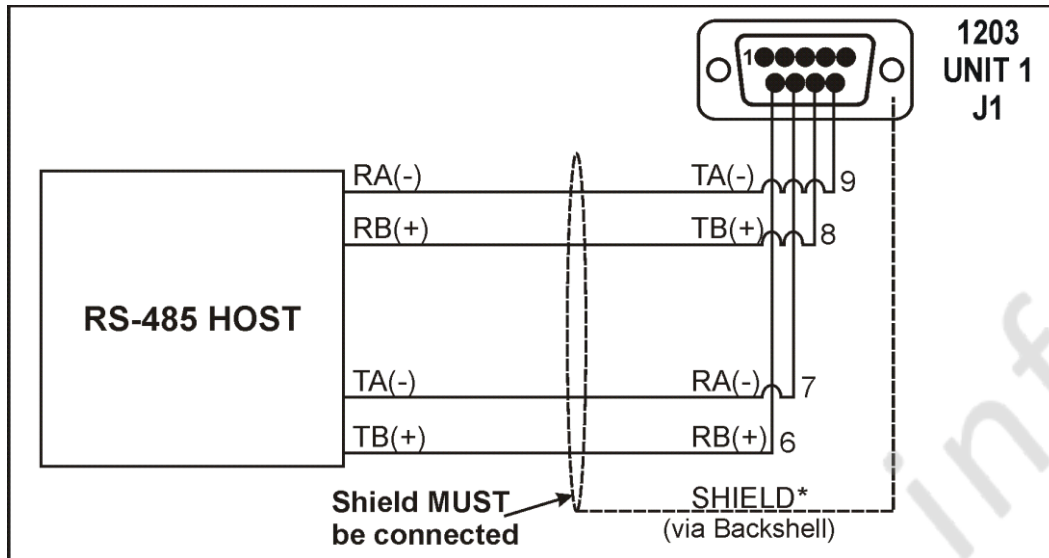 1203
UNIT 1
J1
1
RA(-) TA(-) 9
RB(+) TB(+) 8
RS-485 HOST
TA(-) RA(-) 7
TB(+) RB(+) 6
Shield MUST
be connected
SHIELD*
(via Backshell)
inf